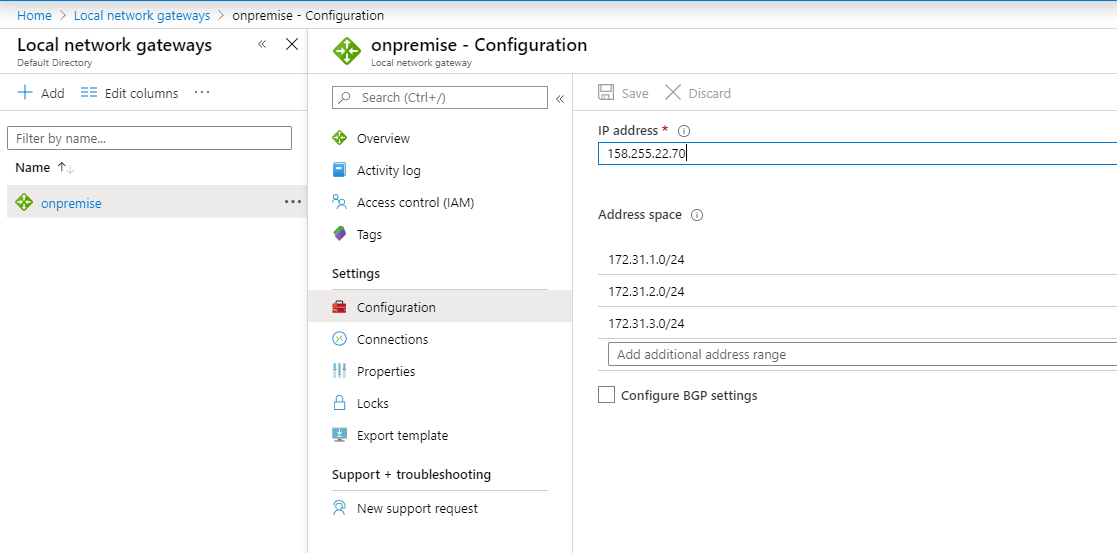 Home > Local network gateways > onpremise - Configuration
Local network gateways
Default Directory
Add
Edit columns
Filter by name...
Name
onpremise
onpremise - Configuration
Local network gateway
Search (Ctrl+/)
Overview
Activity log
Access control (IAM)
Tags
Settings
Configuration
Connections
Properties
Locks
Export template
Support + troubleshooting
New support request
Save
Discard
IP address *
158.255.22.70
Address space
172.31.1.0/24
172.31.2.0/24
172.31.3.0/24
Add additional address range
Configure BGP settings